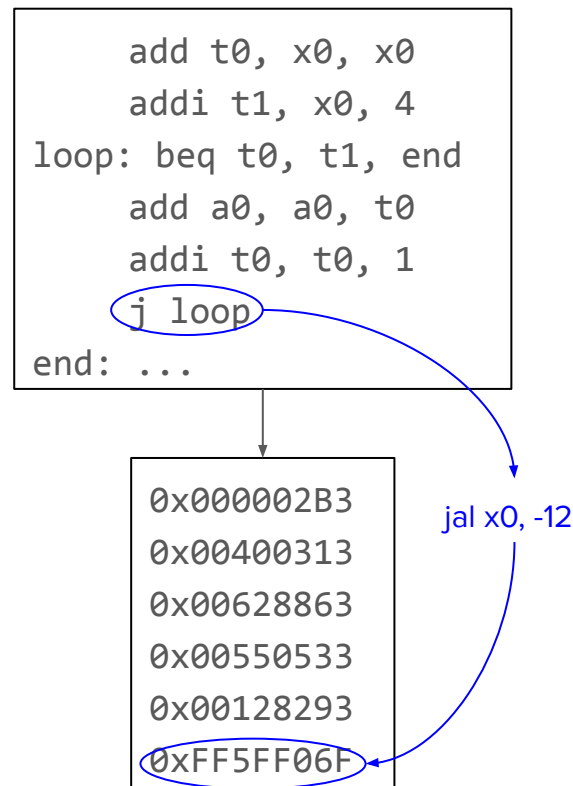 add t0, x0, x0
addi t1, x0, 4
loop: beq t0, t1, end
add a0, a0, t0
addi t0, t0, 1
j loop
end: ...
jal x0, -12
0x000002B3
0x00400313
0x00628863
0x00550533
0x00128293
0xFF5FF06F